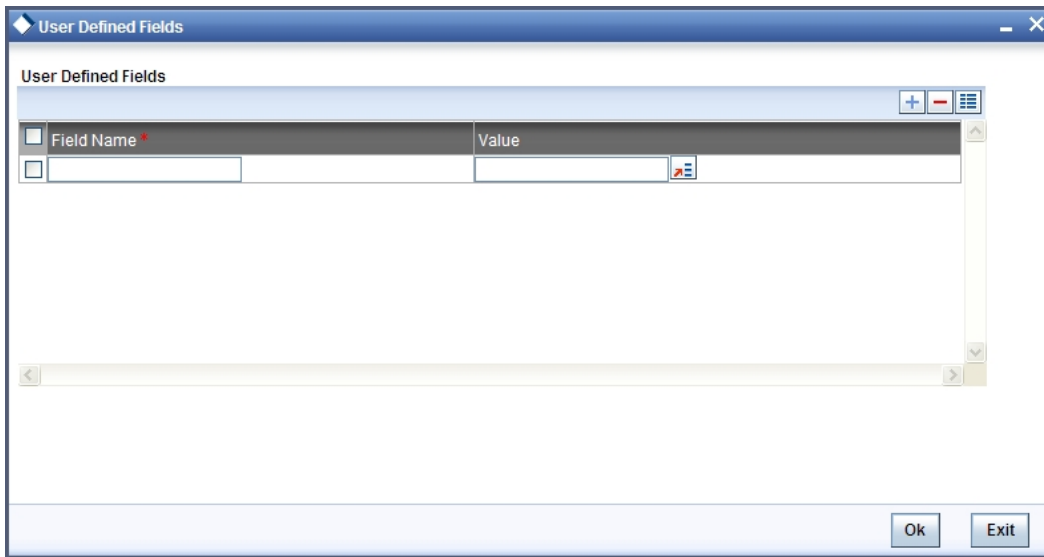 User Defined Fields
User Defined Fields
Field Name * Value
Ok Exit